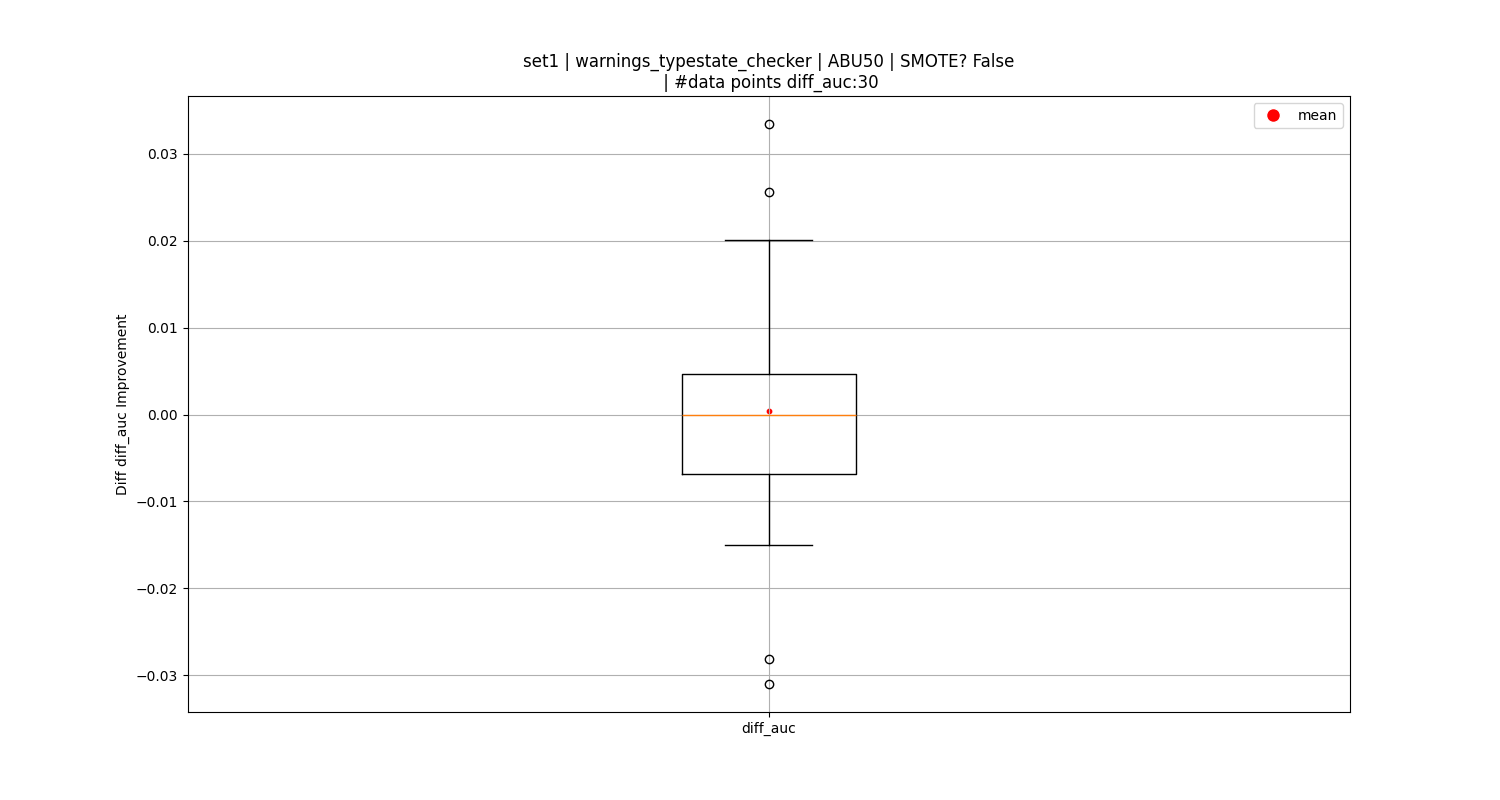 set1 | warnings_typestate_checker | ABU50 | SMOTE? False
| #data points diff_auc:30
mean
0.03
0.02
0.01
0.00
−0.01
−0.02
−0.03
Diff diff_auc Improvement
diff_auc